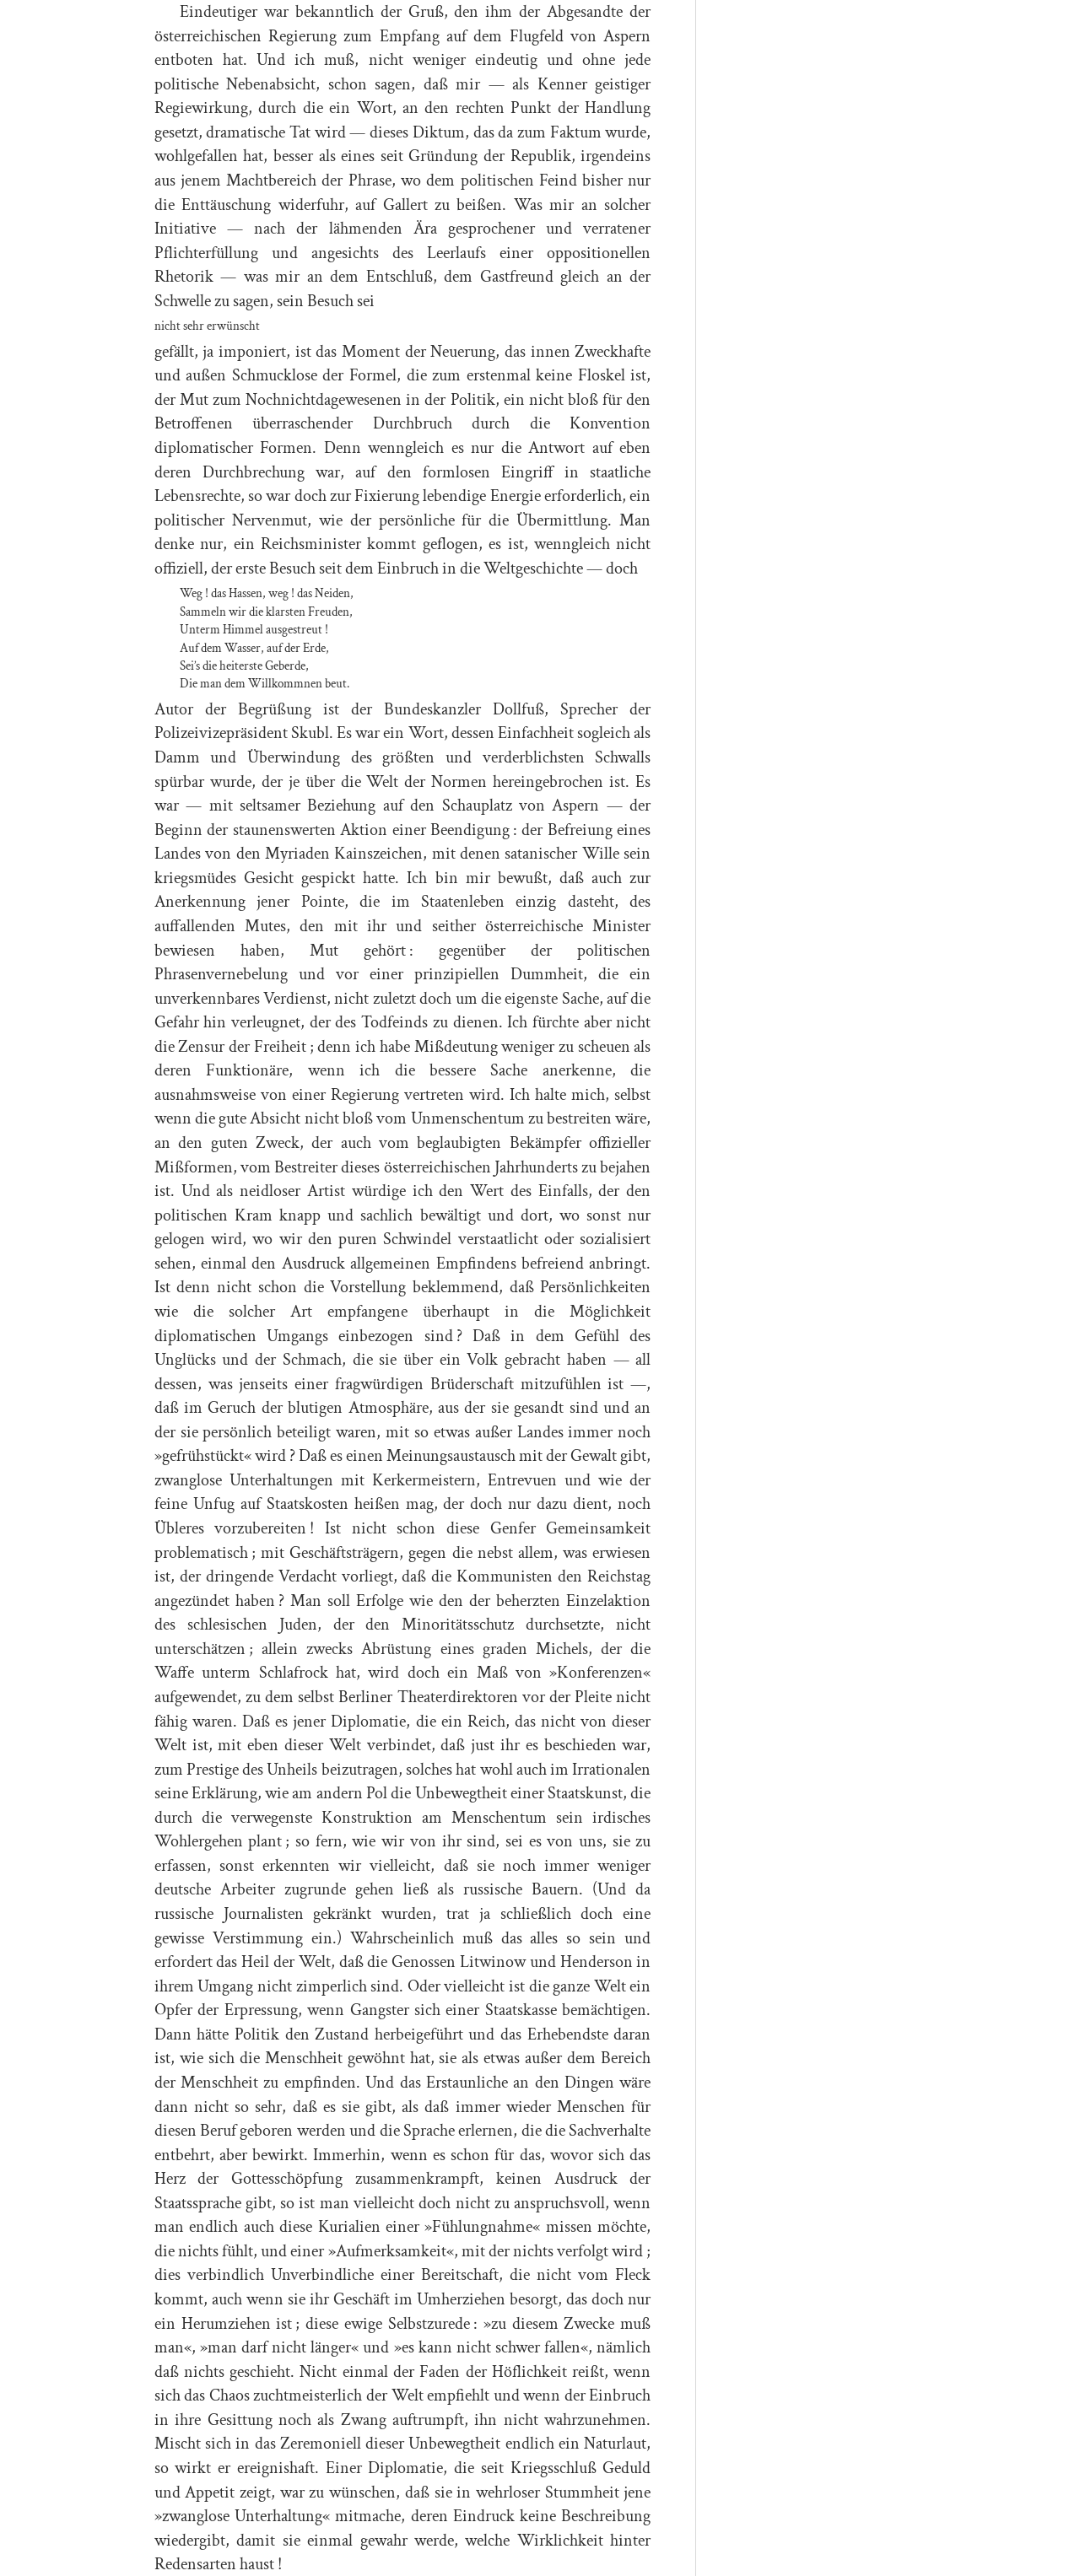 Eindeutiger war bekanntlich der Gruß, den ihm der Abgesandte der
österreichischen Regierung zum Empfang auf dem Flugfeld von Aspern
entboten hat. Und ich muß, nicht weniger eindeutig und ohne jede
politische Nebenabsicht, schon sagen, daß mir — als Kenner geistiger
Regiewirkung, durch die ein Wort, an den rechten Punkt der Handlung
gesetzt, dramatische Tat wird — dieses Diktum, das da zum Faktum wurde,
wohlgefallen hat, besser als eines seit Gründung der Republik, irgendeins
aus jenem Machtbereich der Phrase, wo dem politischen Feind bisher nur
die Enttäuschung widerfuhr, auf Gallert zu beißen. Was mir an solcher
Initiative — nach der lähmenden Ära gesprochener und verratener
Pflichterfüllung und angesichts des Leerlaufs einer oppositionellen
Rhetorik — was mir an dem Entschluß, dem Gastfreund gleich an der
Schwelle zu sagen, sein Besuch sei
nicht sehr erwünscht
gefällt, ja imponiert, ist das Moment der Neuerung, das innen Zweckhafte
und außen Schmucklose der Formel, die zum erstenmal keine Floskel ist,
der Mut zum Nochnichtdagewesenen in der Politik, ein nicht bloß für den
Betroffenen überraschender Durchbruch durch die Konvention
diplomatischer Formen. Denn wenngleich es nur die Antwort auf eben
deren Durchbrechung war, auf den formlosen Eingriff in staatliche
Lebensrechte, so war doch zur Fixierung lebendige Energie erforderlich, ein
politischer Nervenmut, wie der persönliche für die Übermittlung. Man
denke nur, ein Reichsminister kommt geflogen, es ist, wenngleich nicht
offiziell, der erste Besuch seit dem Einbruch in die Weltgeschichte — doch
Weg ! das Hassen, weg ! das Neiden,
Sammeln wir die klarsten Freuden,
Unterm Himmel ausgestreut !
Auf dem Wasser, auf der Erde,
Sei’s die heiterste Geberde,
Die man dem Willkommnen beut.
Autor der Begrüßung ist der Bundeskanzler Dollfuß, Sprecher der
Polizeivizepräsident Skubl. Es war ein Wort, dessen Einfachheit sogleich als
Damm und Überwindung des größten und verderblichsten Schwalls
spürbar wurde, der je über die Welt der Normen hereingebrochen ist. Es
war — mit seltsamer Beziehung auf den Schauplatz von Aspern — der
Beginn der staunenswerten Aktion einer Beendigung : der Befreiung eines
Landes von den Myriaden Kainszeichen, mit denen satanischer Wille sein
kriegsmüdes Gesicht gespickt hatte. Ich bin mir bewußt, daß auch zur
Anerkennung jener Pointe, die im Staatenleben einzig dasteht, des
auffallenden Mutes, den mit ihr und seither österreichische Minister
bewiesen haben, Mut gehört : gegenüber der politischen
Phrasenvernebelung und vor einer prinzipiellen Dummheit, die ein
unverkennbares Verdienst, nicht zuletzt doch um die eigenste Sache, auf die
Gefahr hin verleugnet, der des Todfeinds zu dienen. Ich fürchte aber nicht
die Zensur der Freiheit ; denn ich habe Mißdeutung weniger zu scheuen als
deren Funktionäre, wenn ich die bessere Sache anerkenne, die
ausnahmsweise von einer Regierung vertreten wird. Ich halte mich, selbst
wenn die gute Absicht nicht bloß vom Unmenschentum zu bestreiten wäre,
an den guten Zweck, der auch vom beglaubigten Bekämpfer offizieller
Mißformen, vom Bestreiter dieses österreichischen Jahrhunderts zu bejahen
ist. Und als neidloser Artist würdige ich den Wert des Einfalls, der den
politischen Kram knapp und sachlich bewältigt und dort, wo sonst nur
gelogen wird, wo wir den puren Schwindel verstaatlicht oder sozialisiert
sehen, einmal den Ausdruck allgemeinen Empfindens befreiend anbringt.
Ist denn nicht schon die Vorstellung beklemmend, daß Persönlichkeiten
wie die solcher Art empfangene überhaupt in die Möglichkeit
diplomatischen Umgangs einbezogen sind ? Daß in dem Gefühl des
Unglücks und der Schmach, die sie über ein Volk gebracht haben — all
dessen, was jenseits einer fragwürdigen Brüderschaft mitzufühlen ist —,
daß im Geruch der blutigen Atmosphäre, aus der sie gesandt sind und an
der sie persönlich beteiligt waren, mit so etwas außer Landes immer noch
»gefrühstückt« wird ? Daß es einen Meinungsaustausch mit der Gewalt gibt,
zwanglose Unterhaltungen mit Kerkermeistern, Entrevuen und wie der
feine Unfug auf Staatskosten heißen mag, der doch nur dazu dient, noch
Übleres vorzubereiten ! Ist nicht schon diese Genfer Gemeinsamkeit
problematisch ; mit Geschäftsträgern, gegen die nebst allem, was erwiesen
ist, der dringende Verdacht vorliegt, daß die Kommunisten den Reichstag
angezündet haben ? Man soll Erfolge wie den der beherzten Einzelaktion
des schlesischen Juden, der den Minoritätsschutz durchsetzte, nicht
unterschätzen ; allein zwecks Abrüstung eines graden Michels, der die
Waffe unterm Schlafrock hat, wird doch ein Maß von »Konferenzen«
aufgewendet, zu dem selbst Berliner Theaterdirektoren vor der Pleite nicht
fähig waren. Daß es jener Diplomatie, die ein Reich, das nicht von dieser
Welt ist, mit eben dieser Welt verbindet, daß just ihr es beschieden war,
zum Prestige des Unheils beizutragen, solches hat wohl auch im Irrationalen
seine Erklärung, wie am andern Pol die Unbewegtheit einer Staatskunst, die
durch die verwegenste Konstruktion am Menschentum sein irdisches
Wohlergehen plant ; so fern, wie wir von ihr sind, sei es von uns, sie zu
erfassen, sonst erkennten wir vielleicht, daß sie noch immer weniger
deutsche Arbeiter zugrunde gehen ließ als russische Bauern. (Und da
russische Journalisten gekränkt wurden, trat ja schließlich doch eine
gewisse Verstimmung ein.) Wahrscheinlich muß das alles so sein und
erfordert das Heil der Welt, daß die Genossen Litwinow und Henderson in
ihrem Umgang nicht zimperlich sind. Oder vielleicht ist die ganze Welt ein
Opfer der Erpressung, wenn Gangster sich einer Staatskasse bemächtigen.
Dann hätte Politik den Zustand herbeigeführt und das Erhebendste daran
ist, wie sich die Menschheit gewöhnt hat, sie als etwas außer dem Bereich
der Menschheit zu empfinden. Und das Erstaunliche an den Dingen wäre
dann nicht so sehr, daß es sie gibt, als daß immer wieder Menschen für
diesen Beruf geboren werden und die Sprache erlernen, die die Sachverhalte
entbehrt, aber bewirkt. Immerhin, wenn es schon für das, wovor sich das
Herz der Gottesschöpfung zusammenkrampft, keinen Ausdruck der
Staatssprache gibt, so ist man vielleicht doch nicht zu anspruchsvoll, wenn
man endlich auch diese Kurialien einer »Fühlungnahme« missen möchte,
die nichts fühlt, und einer »Aufmerksamkeit«, mit der nichts verfolgt wird ;
dies verbindlich Unverbindliche einer Bereitschaft, die nicht vom Fleck
kommt, auch wenn sie ihr Geschäft im Umherziehen besorgt, das doch nur
ein Herumziehen ist ; diese ewige Selbstzurede : »zu diesem Zwecke muß
man«, »man darf nicht länger« und »es kann nicht schwer fallen«, nämlich
daß nichts geschieht. Nicht einmal der Faden der Höflichkeit reißt, wenn
sich das Chaos zuchtmeisterlich der Welt empfiehlt und wenn der Einbruch
in ihre Gesittung noch als Zwang auftrumpft, ihn nicht wahrzunehmen.
Mischt sich in das Zeremoniell dieser Unbewegtheit endlich ein Naturlaut,
so wirkt er ereignishaft. Einer Diplomatie, die seit Kriegsschluß Geduld
und Appetit zeigt, war zu wünschen, daß sie in wehrloser Stummheit jene
»zwanglose Unterhaltung« mitmache, deren Eindruck keine Beschreibung
wiedergibt, damit sie einmal gewahr werde, welche Wirklichkeit hinter
Redensarten haust !